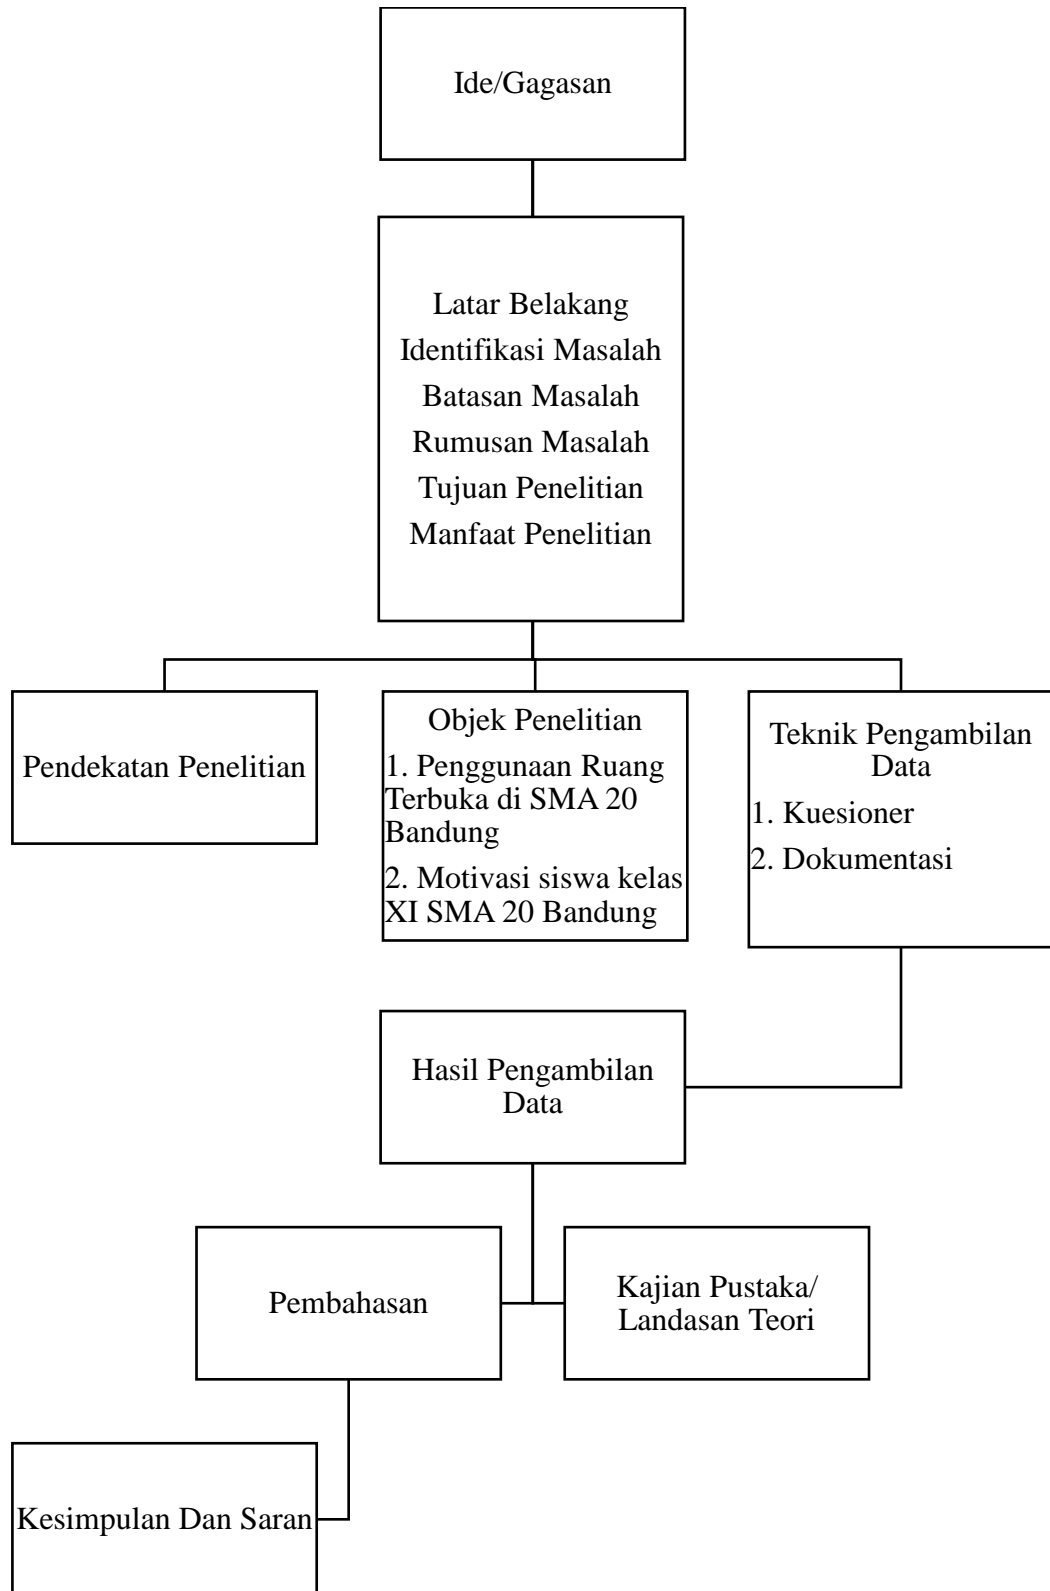 Ide/Gagasan
Latar Belakang
Identifikasi Masalah
Batasan Masalah
Rumusan Masalah
Tujuan Penelitian
Manfaat Penelitian
Pendekatan Penelitian
Objek Penelitian
1. Penggunaan Ruang
Terbuka di SMA 20
Bandung
2. Motivasi siswa kelas
XI SMA 20 Bandung
Teknik Pengambilan
Data
1. Kuesioner
2. Dokumentasi
Hasil Pengambilan
Data
Pembahasan
Kajian Pustaka/
Landasan Teori
Kesimpulan Dan Saran